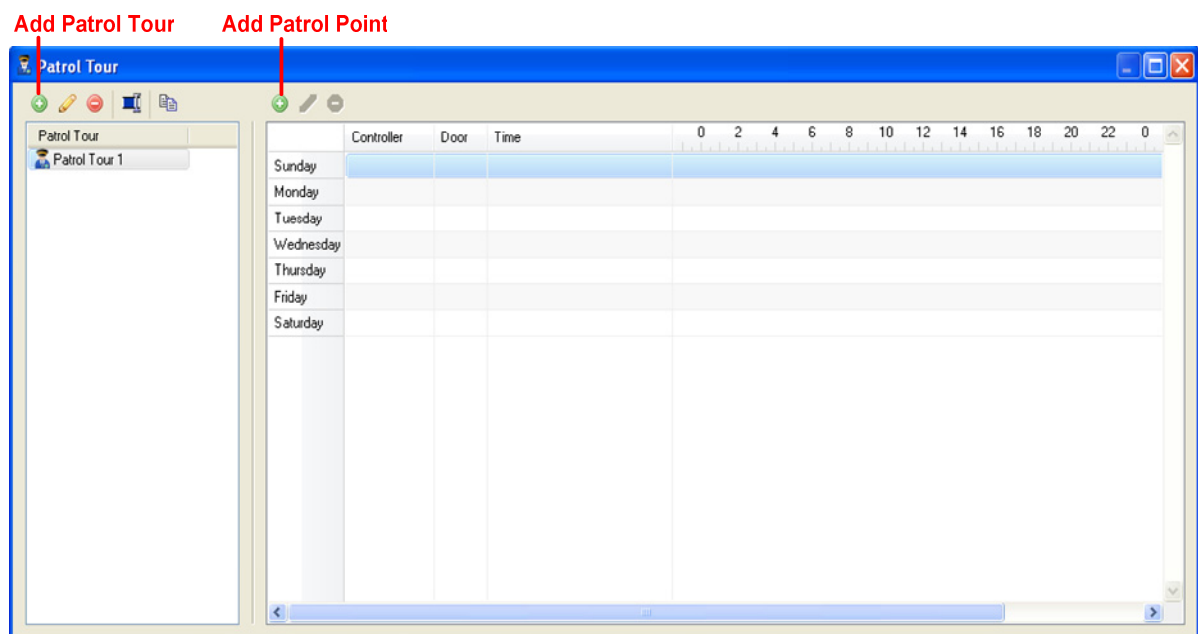 Add Patrol Tour Add Patrol Point
Patrol Tour
Patrol Tour
Patrol Tour 1
Controller Door Time 0 2 4 6 8 10 12 14 16 18 20 22 0
Sunday
Monday
Tuesday
Wednesday
Thursday
Friday
Saturday